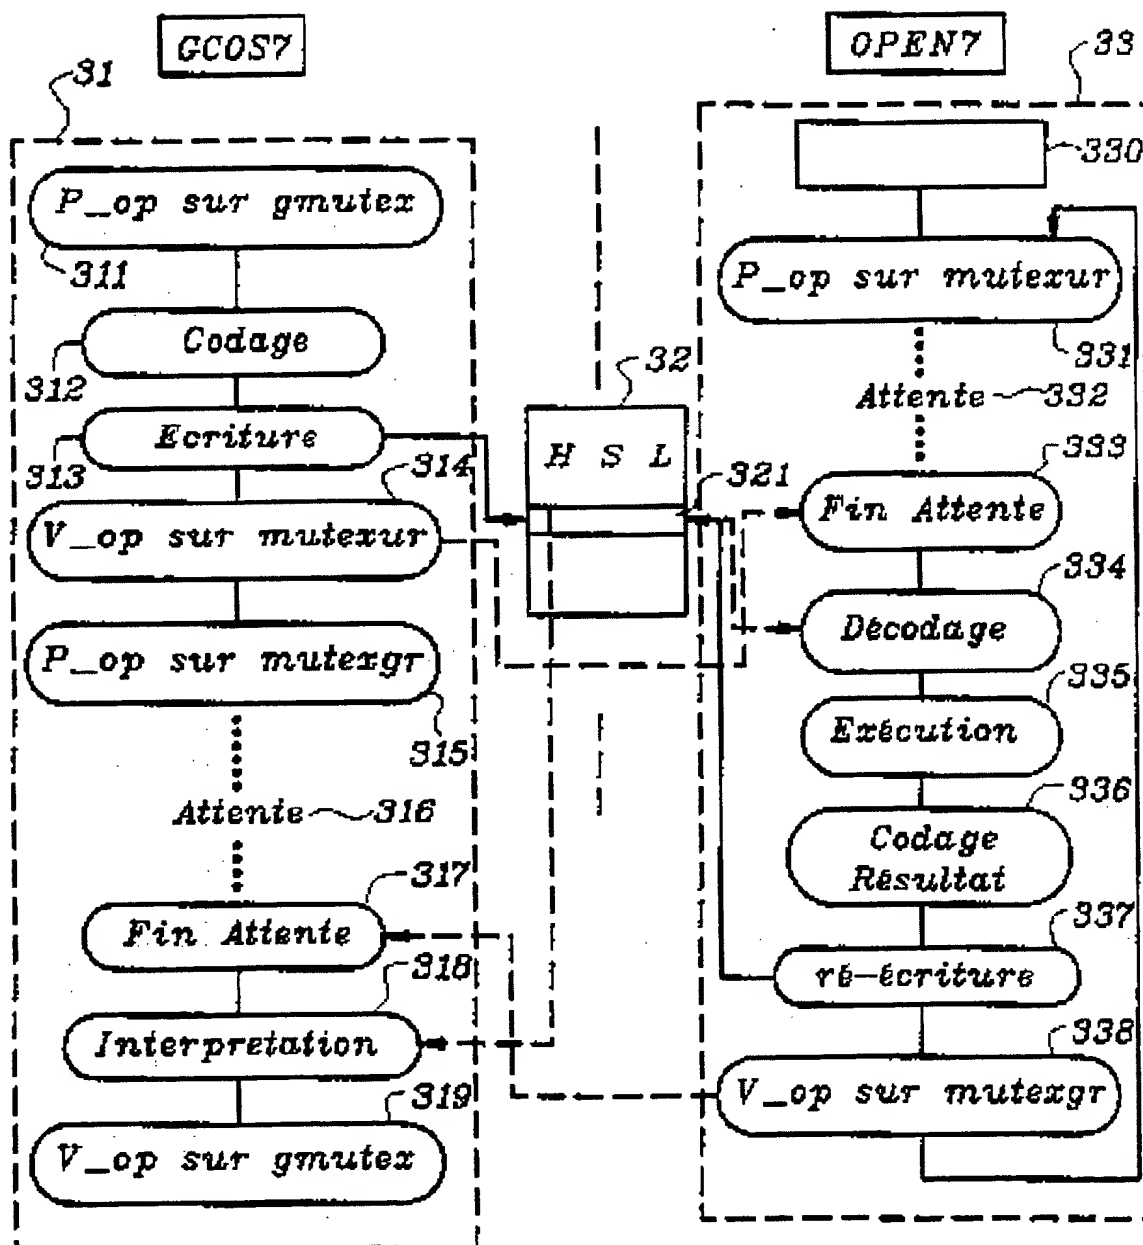 GCOS7
OPEN7
31
33
P_op sur gmutex
311
Codage
312
Ecriture
313
314
V_op sur mutexur
P_op sur mutexgr
315
Attente 316
317
Fin Attente
318
Interpretation
319
V_op sur gmutex
32
H S L
321
330
P_op sur mutexur
331
Attente 332
333
Fin Attente
334
Décodage
335
Exécution
336
Codage
Résultat
337
ré-écriture
338
V_op sur mutexgr